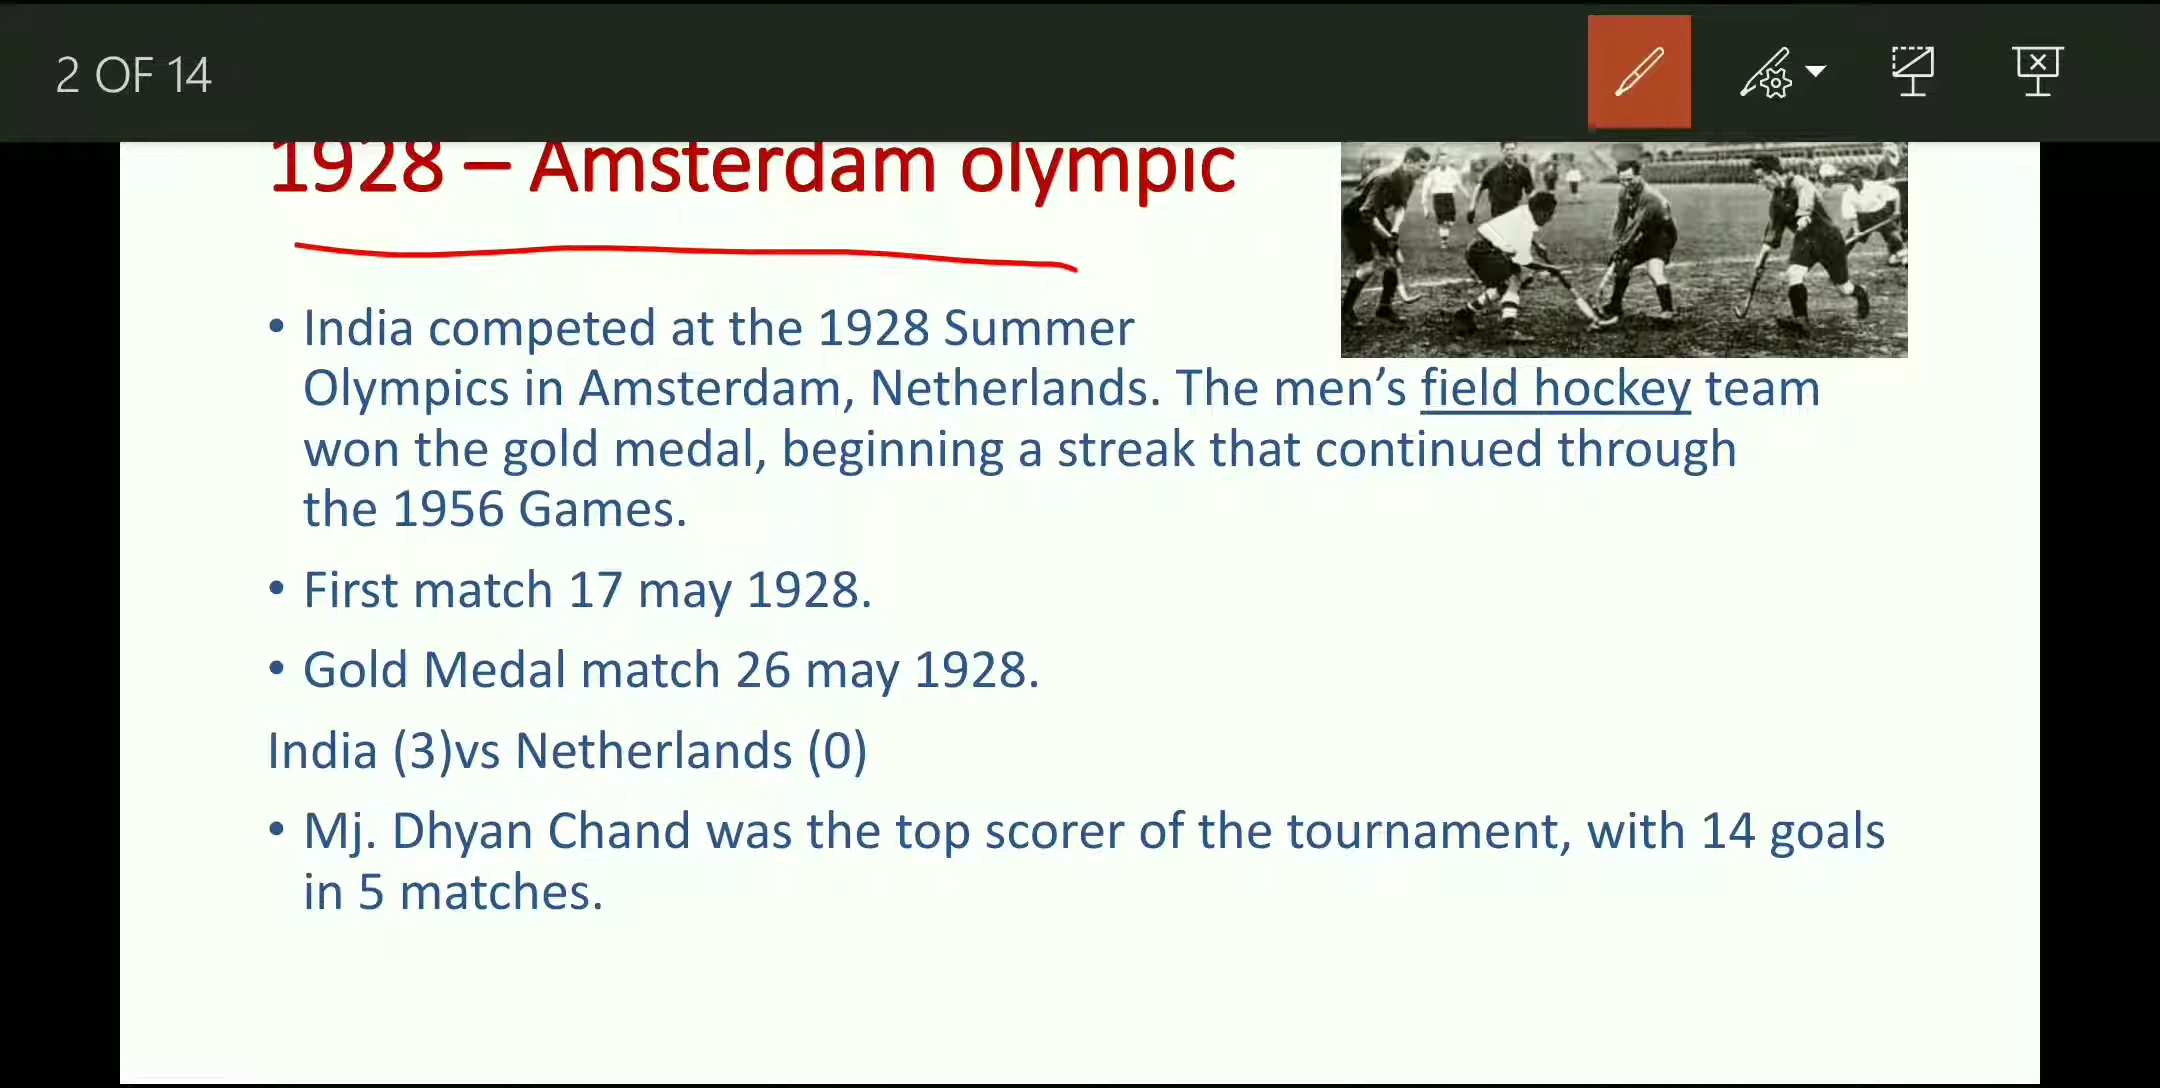 2 OF 14
1928 – Amsterdam olympic
• India competed at the 1928 Summer
Olympics in Amsterdam, Netherlands. The men’s field hockey team
won the gold medal, beginning a streak that continued through
the 1956 Games.
• First match 17 may 1928.
• Gold Medal match 26 may 1928.
India (3)vs Netherlands (0)
• Mj. Dhyan Chand was the top scorer of the tournament, with 14 goals
in 5 matches.